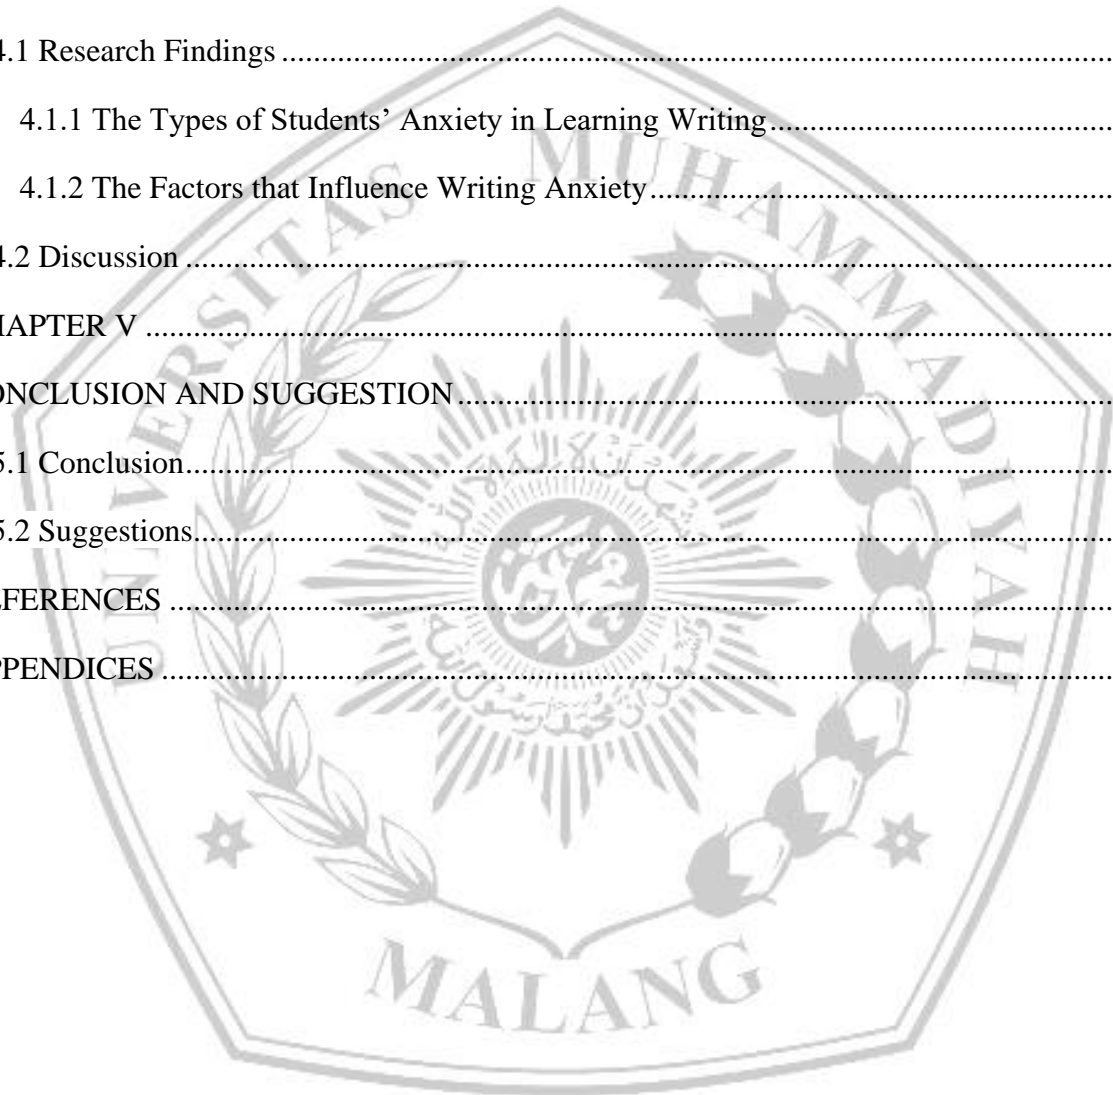 4.1 Research Findings ........................................................................................................
4.1.1 The Types of Students’ Anxiety in Learning Writing...........................................
4.1.2 The Factors that Influence Writing Anxiety..........................................................
4.2 Discussion ....................................................................................................................
HAPTER V .........................................................................................................................
ONCLUSION AND SUGGESTION...................................................................................
5.1 Conclusion....................................................................................................................
5.2 Suggestions...................................................................................................................
EFERENCES ......................................................................................................................
PPENDICES .......................................................................................................................
UNIVERSITAS MUHAMMADIYAH
MALANG